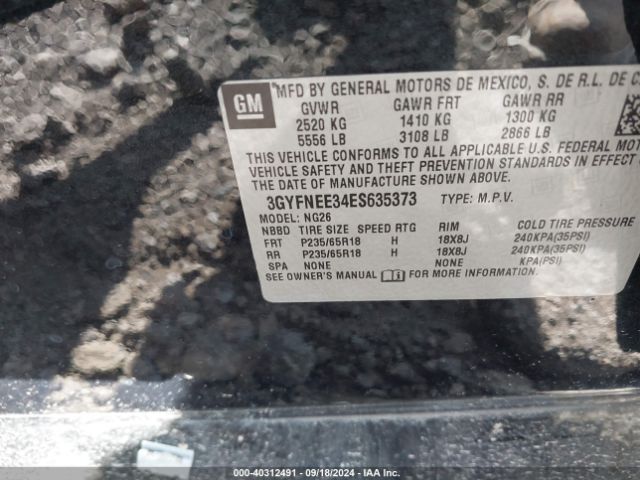 GM
MFD BY GENERAL MOTORS DE MEXICO, S. DE R.L. DE C
GVWR GAWR FRT GAWR RR
2520 KG 1410 KG 1300 KG
5556 LB 3108 LB 2866 LB
THIS VEHICLE CONFORMS TO ALL APPLICABLE U.S. FEDERAL MOTOR
VEHICLE SAFETY AND THEFT PREVENTION STANDARDS IN EFFECT
THE DATE OF MANUFACTURE SHOWN ABOVE.
3GYFNEE34ES635373 TYPE: M.P.V.
MODEL: NG26
NBBD TIRE SIZE SPEED RTG RIM COLD TIRE PRESSURE
FRT P235/65R18 H 18X8J 240KPA(35PSI)
RR P235/65R18 H 18X8J 240KPA(35PSI)
SPA NONE NONE KPA(PSI)
SEE OWNER'S MANUAL FOR MORE INFORMATION.
000-40312491 - 09/18/2024 - IAA Inc.